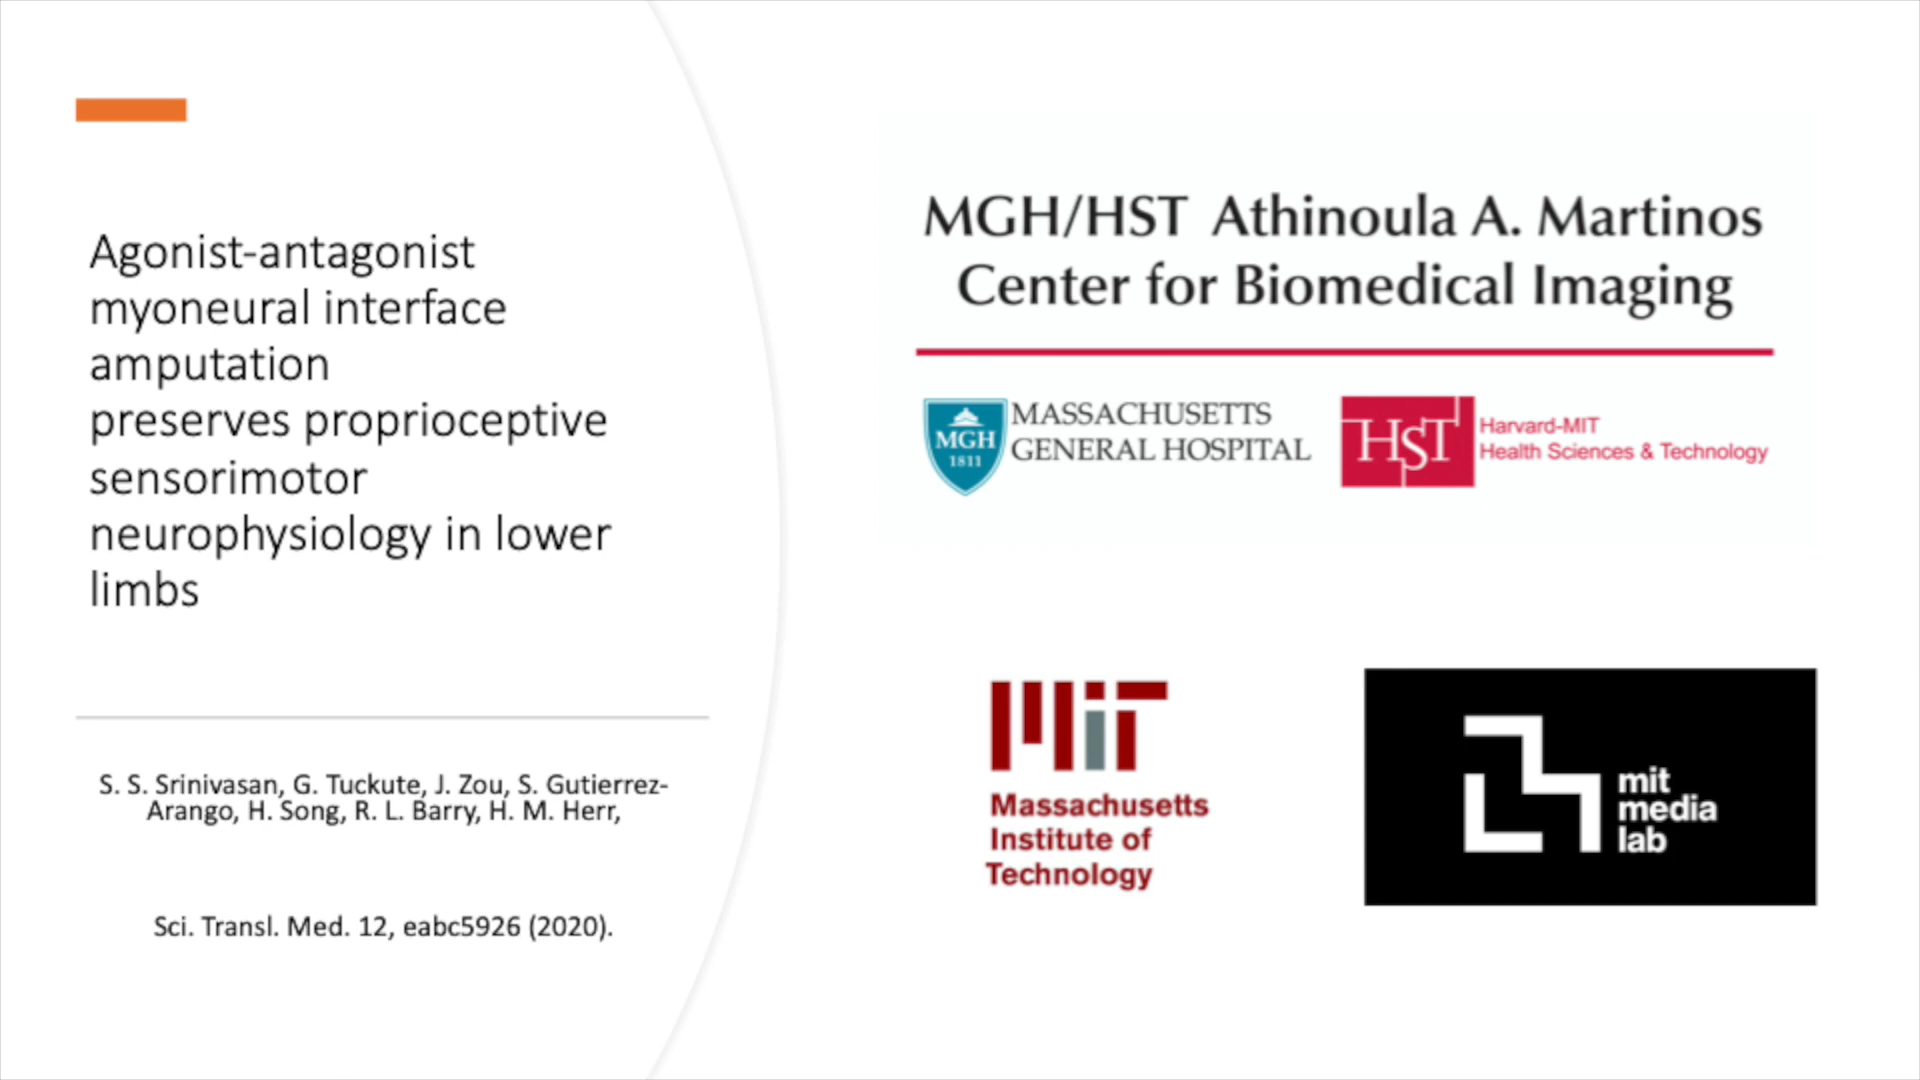 Agonist-antagonist
myoneural interface
amputation
preserves proprioceptive
sensorimotor
neurophysiology in lower
limbs
S. S. Srinivasan, G. Tuckute, J. Zou, S. Gutierrez-
Arango, H. Song, R. L. Barry, H. M. Herr,
Sci. Transl. Med. 12, eabc5926 (2020).
MGH/HST Athinoula A. Martinos
Center for Biomedical Imaging
MGH
1811
MASSACHUSETTS
GENERAL HOSPITAL
HST
Harvard-MIT
Health Sciences & Technology
MIT
Massachusetts
Institute of
Technology
mit
media
lab